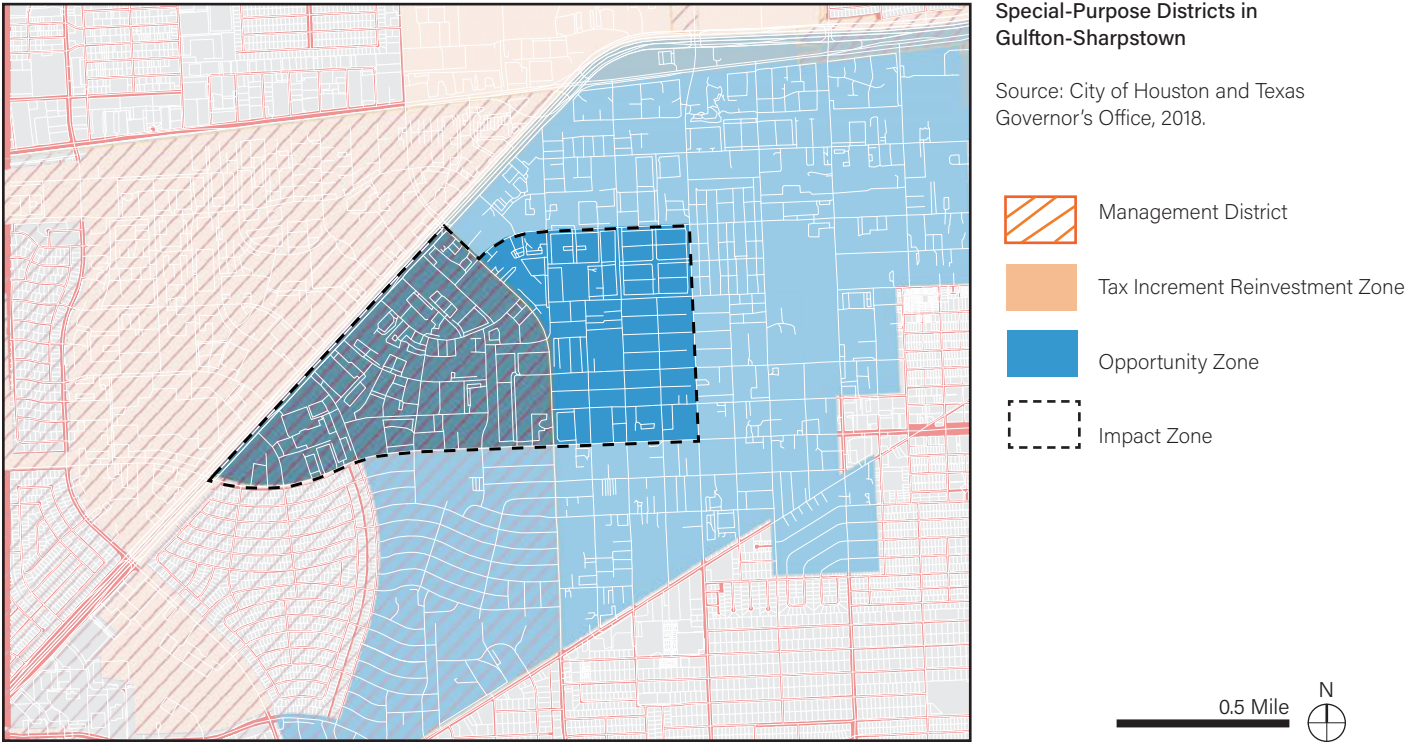 Special-Purpose Districts in
Gulfton-Sharpstown
Source: City of Houston and Texas
Governor’s Office, 2018.
Management District
Tax Increment Reinvestment Zone
Opportunity Zone
Impact Zone
0.5 Mile
N